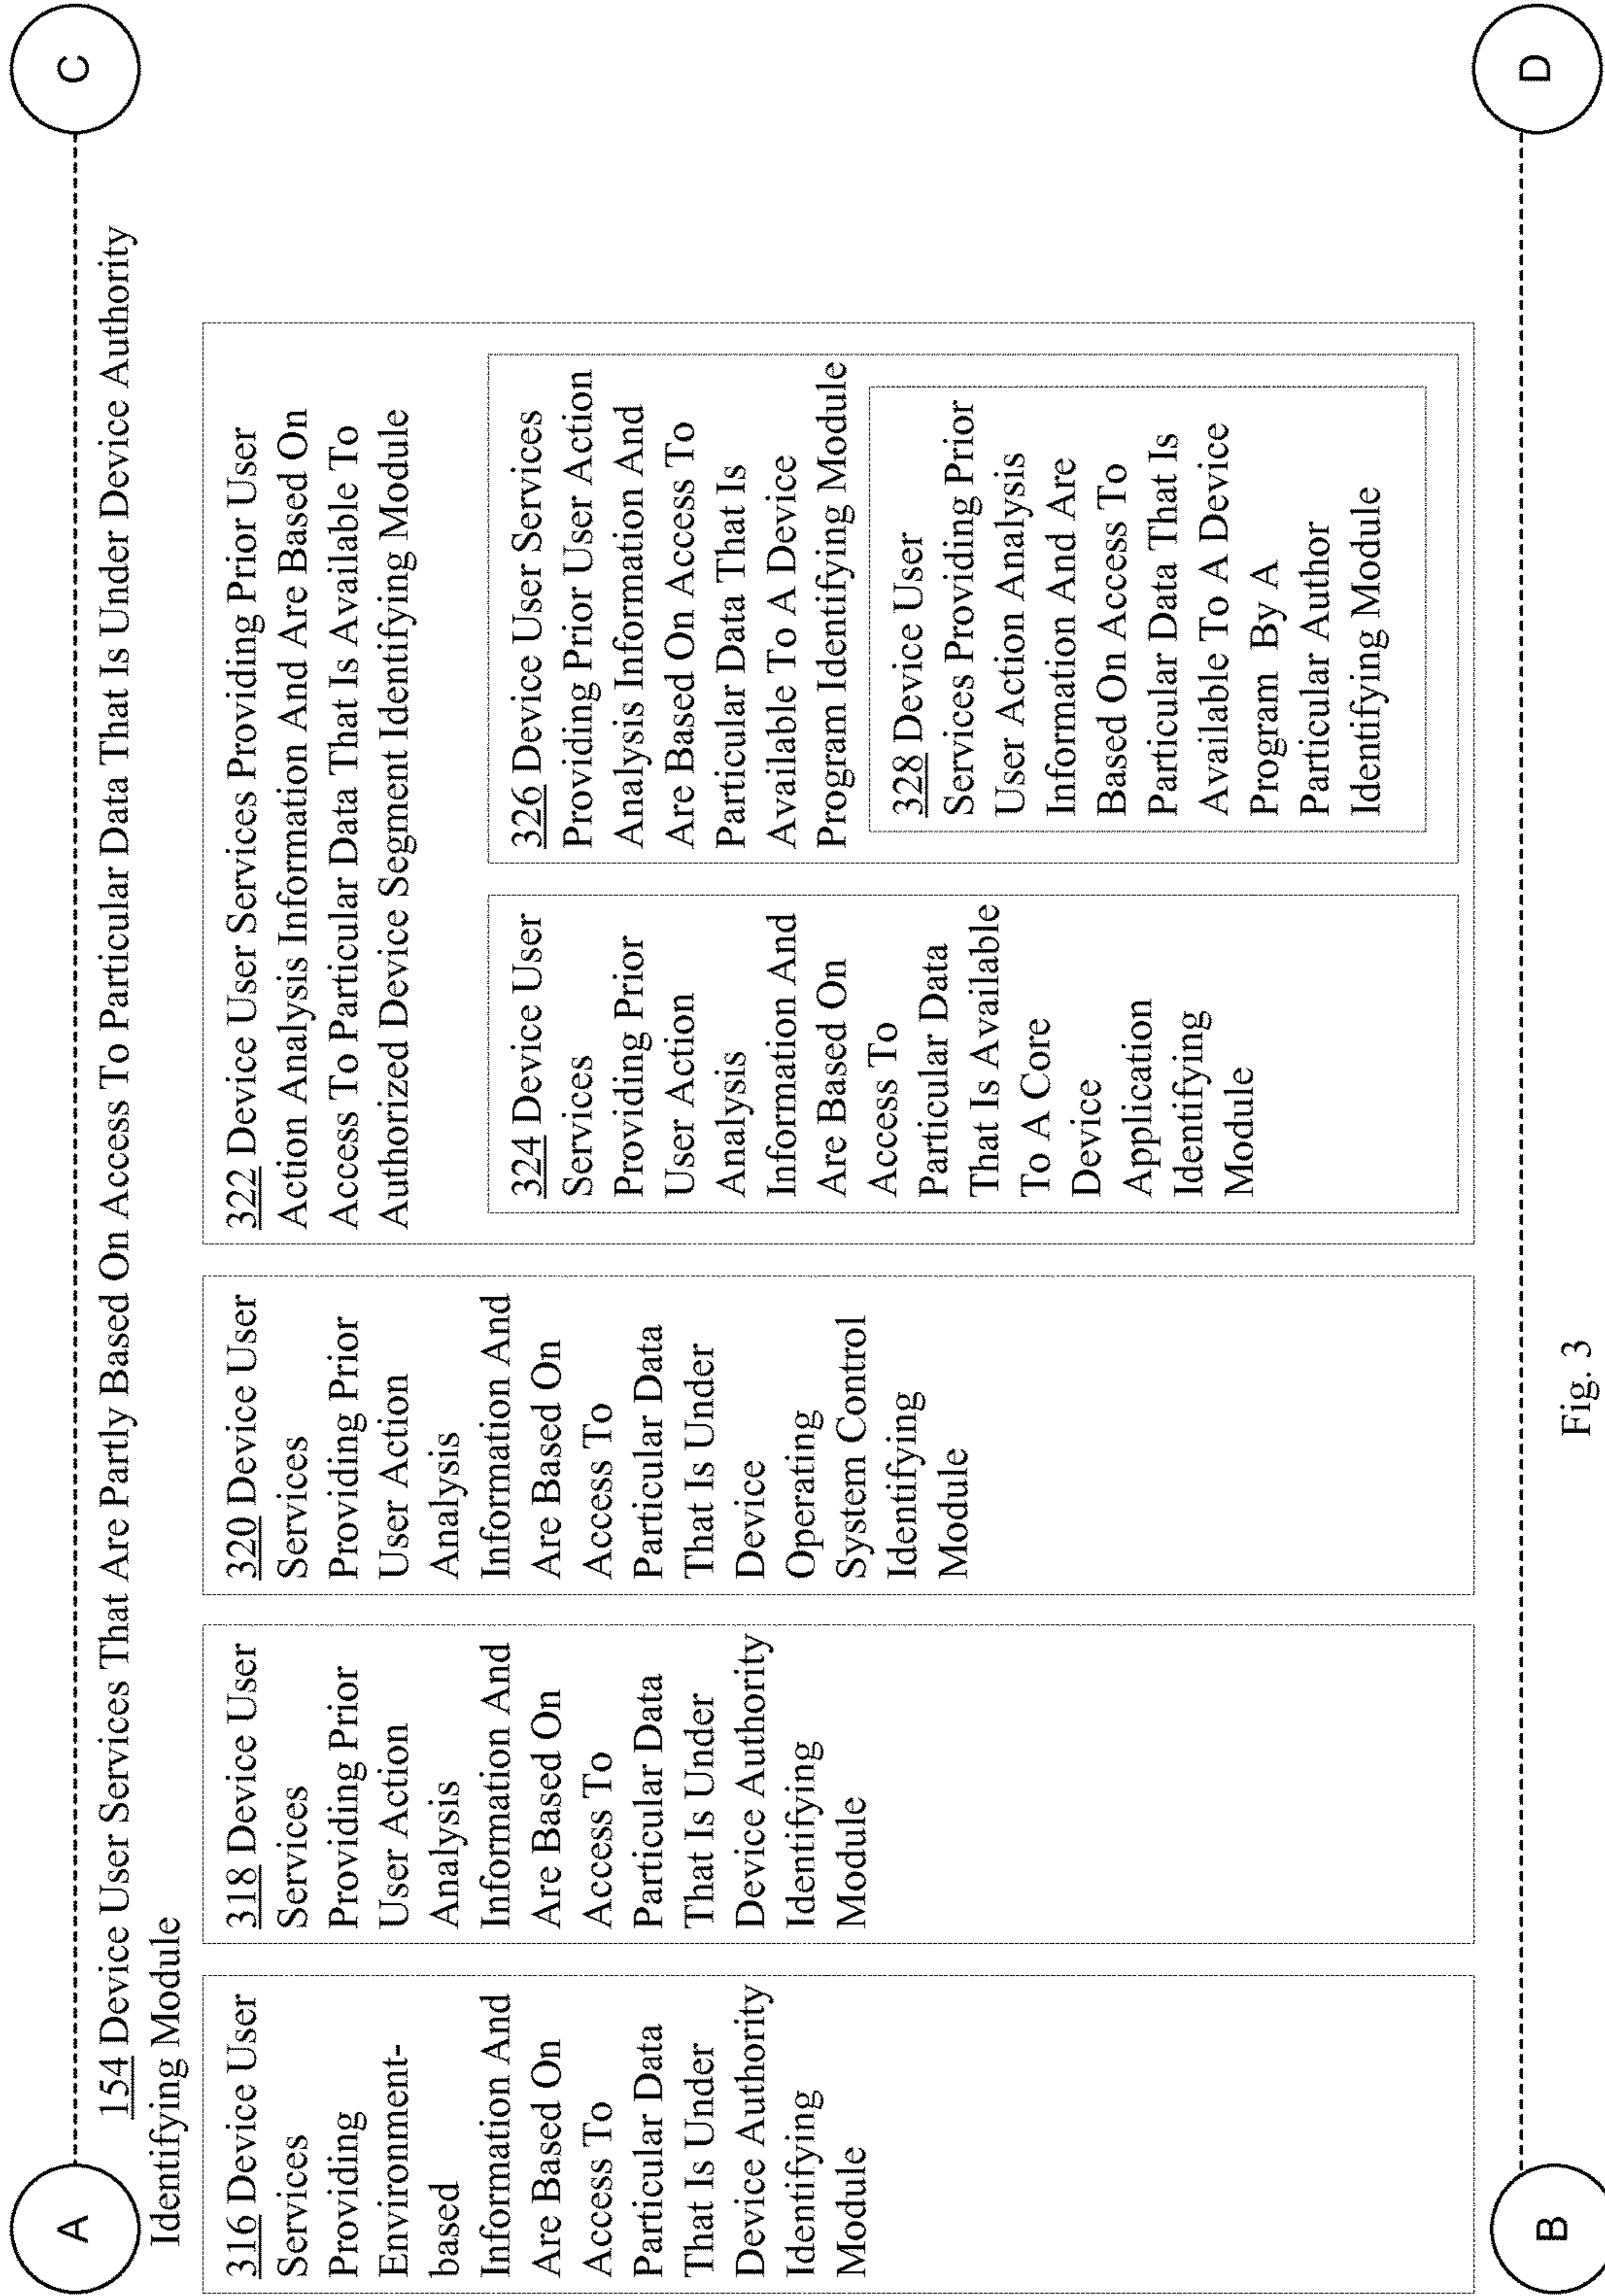 A
C
154 Device User Services That Are Partly Based On Access To Particular Data That Is Under Device Authority
Identifying Module
316 Device User
Services
Providing
Environment-
based
Information And
Are Based On
Access To
Particular Data
That Is Under
Device Authority
Identifying
Module
318 Device User
Services
Providing Prior
User Action
Analysis
Information And
Are Based On
Access To
Particular Data
That Is Under
Device Authority
Identifying
Module
320 Device User
Services
Providing Prior
User Action
Analysis
Information And
Are Based On
Access To
Particular Data
That Is Under
Device
Operating
System Control
Identifying
Module
322 Device User Services Providing Prior User
Action Analysis Information And Are Based On
Access To Particular Data That Is Available To
Authorized Device Segment Identifying Module
324 Device User
Services
Providing Prior
User Action
Analysis
Information And
Are Based On
Access To
Particular Data
That Is Available
To A Core
Device
Application
Identifying
Module
326 Device User Services
Providing Prior User Action
Analysis Information And
Are Based On Access To
Particular Data That Is
Available To A Device
Program Identifying Module
328 Device User
Services Providing Prior
User Action Analysis
Information And Are
Based On Access To
Particular Data That Is
Available To A Device
Program By A
Particular Author
Identifying Module
B
D
Fig. 3